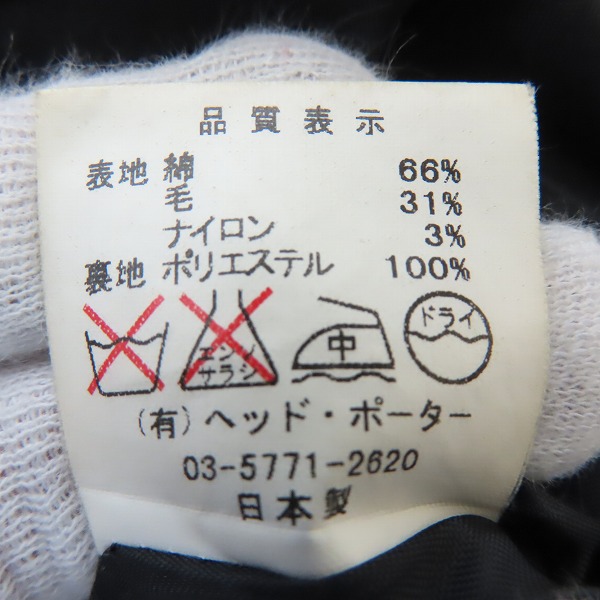 品質表示
表地 綿 66%
毛 31%
ナイロン 3%
裏地 ポリエステル 100%
エンソ サラシ 中 ドライ
(有)ヘッド・ポーター
03-5771-2620
日本製